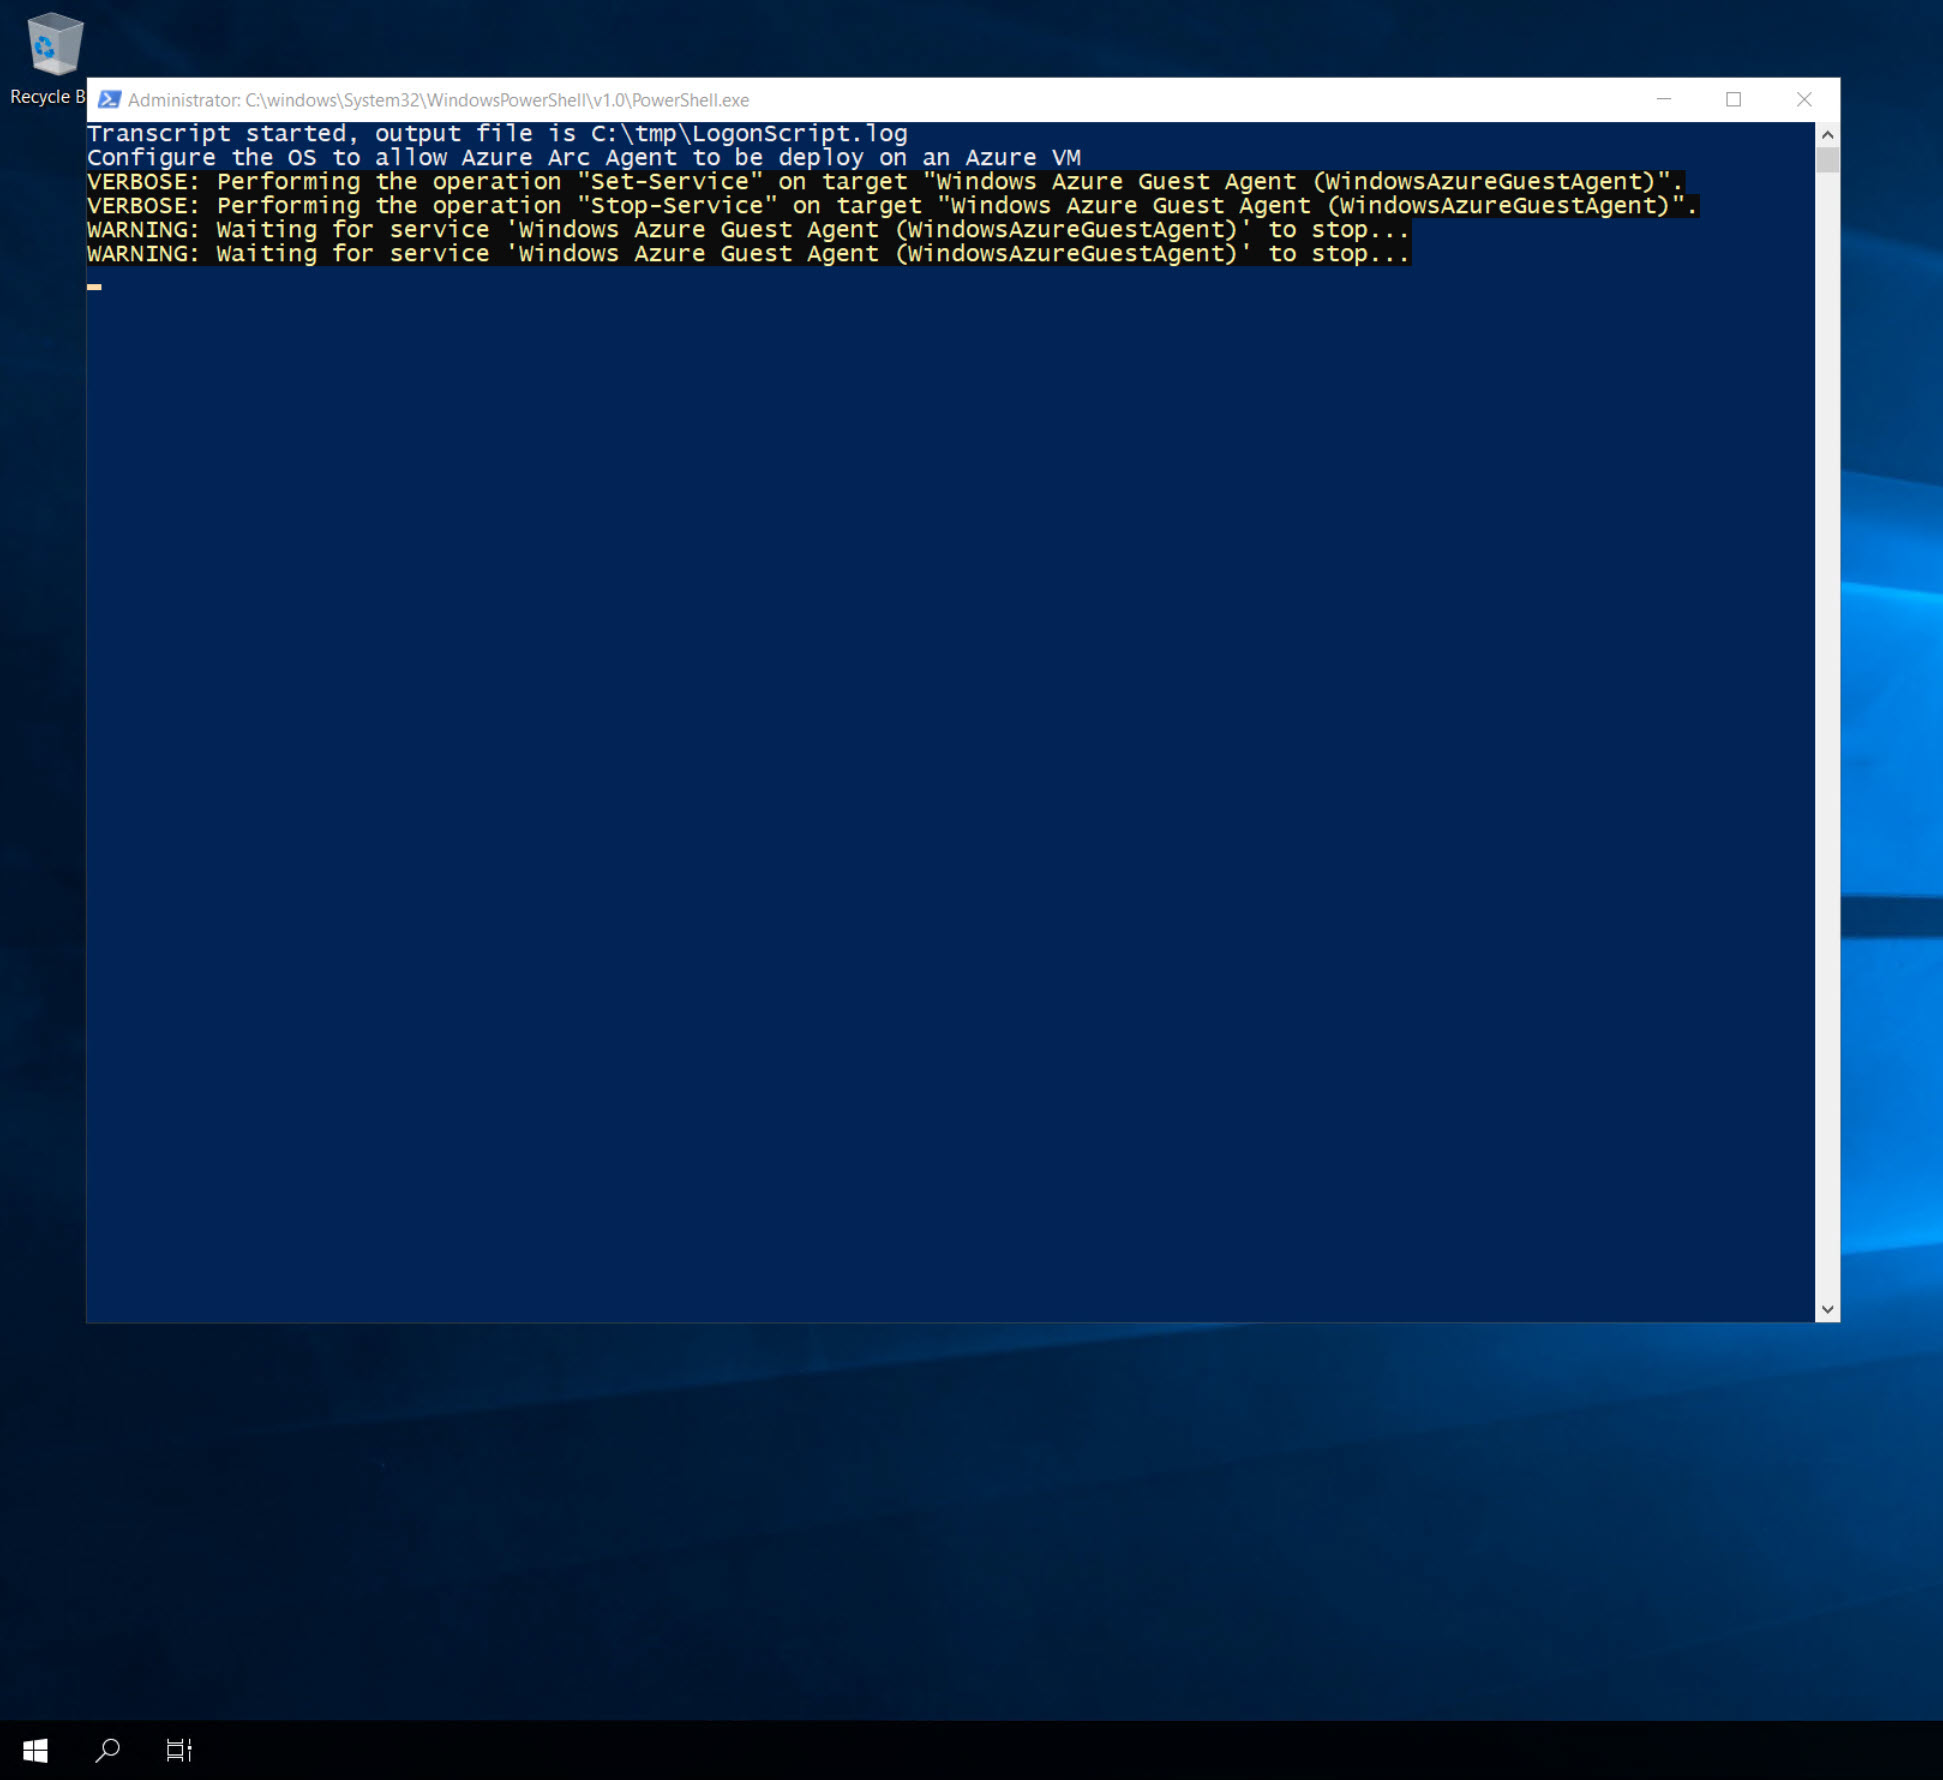 Recycle B
Administrator: C:\windows\System32\WindowsPowerShell\v1.0\PowerShell.exe
Transcript started, output file is C:\tmp\LogonScript.log
Configure the OS to allow Azure Arc Agent to be deploy on an Azure VM
VERBOSE: Performing the operation "Set-Service" on target "Windows Azure Guest Agent (WindowsAzureGuestAgent)".
VERBOSE: Performing the operation "Stop-Service" on target "Windows Azure Guest Agent (WindowsAzureGuestAgent)".
WARNING: Waiting for service 'Windows Azure Guest Agent (WindowsAzureGuestAgent)' to stop...
WARNING: Waiting for service 'Windows Azure Guest Agent (WindowsAzureGuestAgent)' to stop...